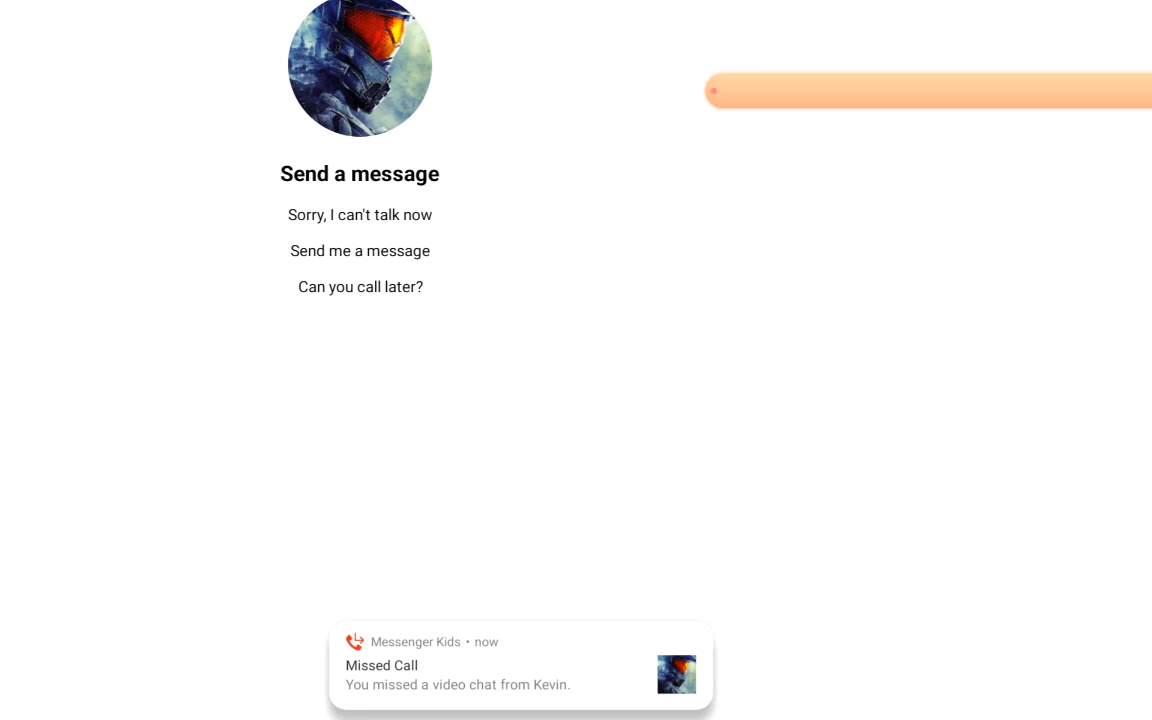 Send a message
Sorry, I can't talk now
Send me a message
Can you call later?
Messenger Kids • now
Missed Call
You missed a video chat from Kevin.